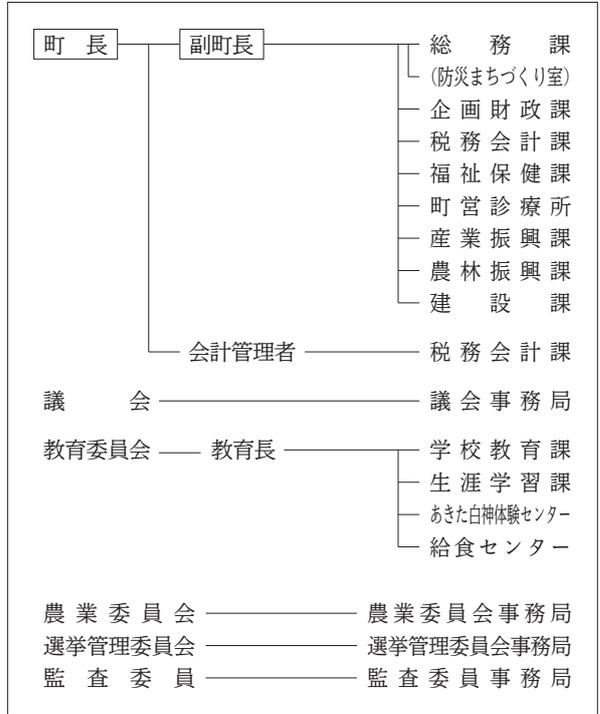 町長 副町長 総務課
(防災まちづくり室)
企画財政課
税務会計課
福祉保健課
町営診療所
産業振興課
農林振興課
建設課
会計管理者 税務会計課
議会 議会事務局
教育委員会 教育長 学校教育課
生涯学習課
あきた白神体験センター
給食センター
農業委員会 農業委員会事務局
選挙管理委員会 選挙管理委員会事務局
監査委員 監査委員事務局